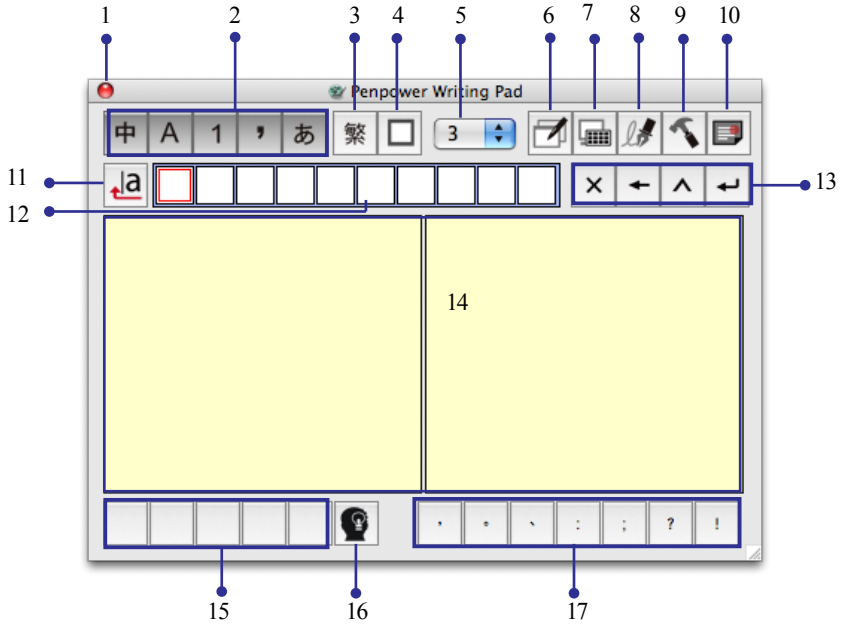 1 2 3 4 5 6 7 8 9 10
Penpower Writing Pad
中 A 1 , あ 繁 3
11 a 13
12
14
, 。 、 : ; ? !
15 16 17